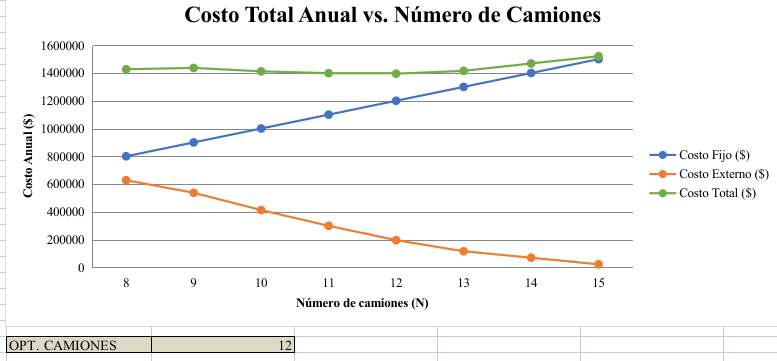 Costo Total Anual vs. Número de Camiones
1600000
1400000
1200000
1000000
800000
600000
400000
200000
0
Costo Anual ($)
8 9 10 11 12 13 14 15
Número de camiones (N)
Costo Fijo ($)
Costo Externo ($)
Costo Total ($)
OPT. CAMIONES 12